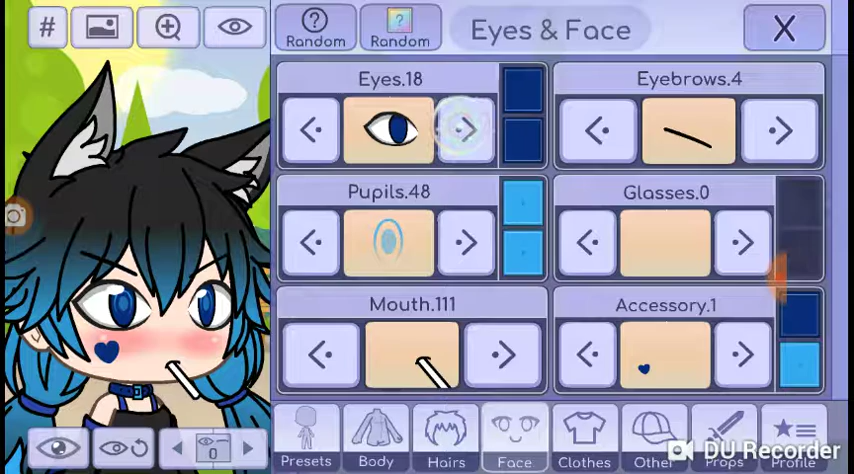 #
? Random
? Random
Eyes & Face
X
Eyes.18
Eyebrows.4
Pupils.48
Glasses.0
Mouth.111
Accessory.1
0
Presets
Body
Hairs
Face
Clothes
Other
Props
Profile
DU Recorder